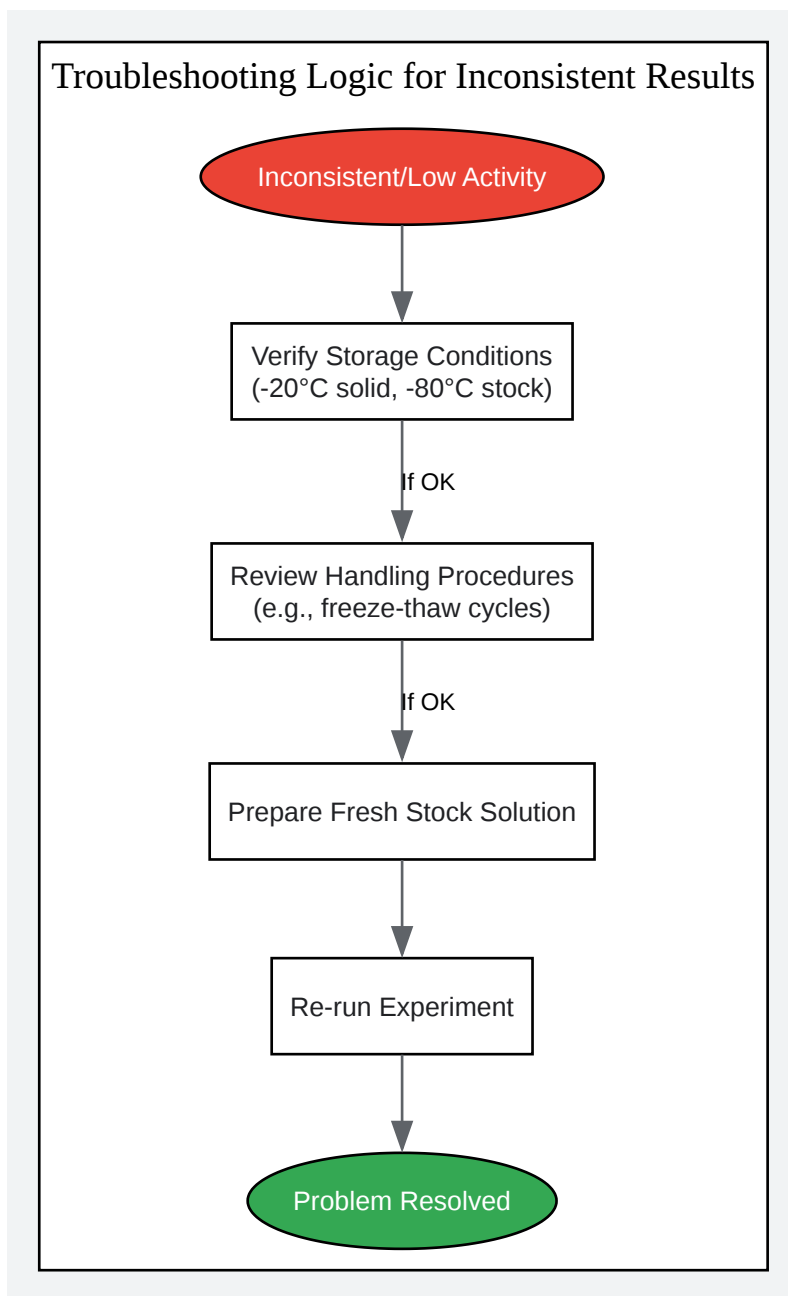 Troubleshooting Logic for Inconsistent Results
Inconsistent/Low Activity
Verify Storage Conditions
(-20°C solid, -80°C stock)
If OK
Review Handling Procedures
(e.g., freeze-thaw cycles)
If OK
Prepare Fresh Stock Solution
Re-run Experiment
Problem Resolved